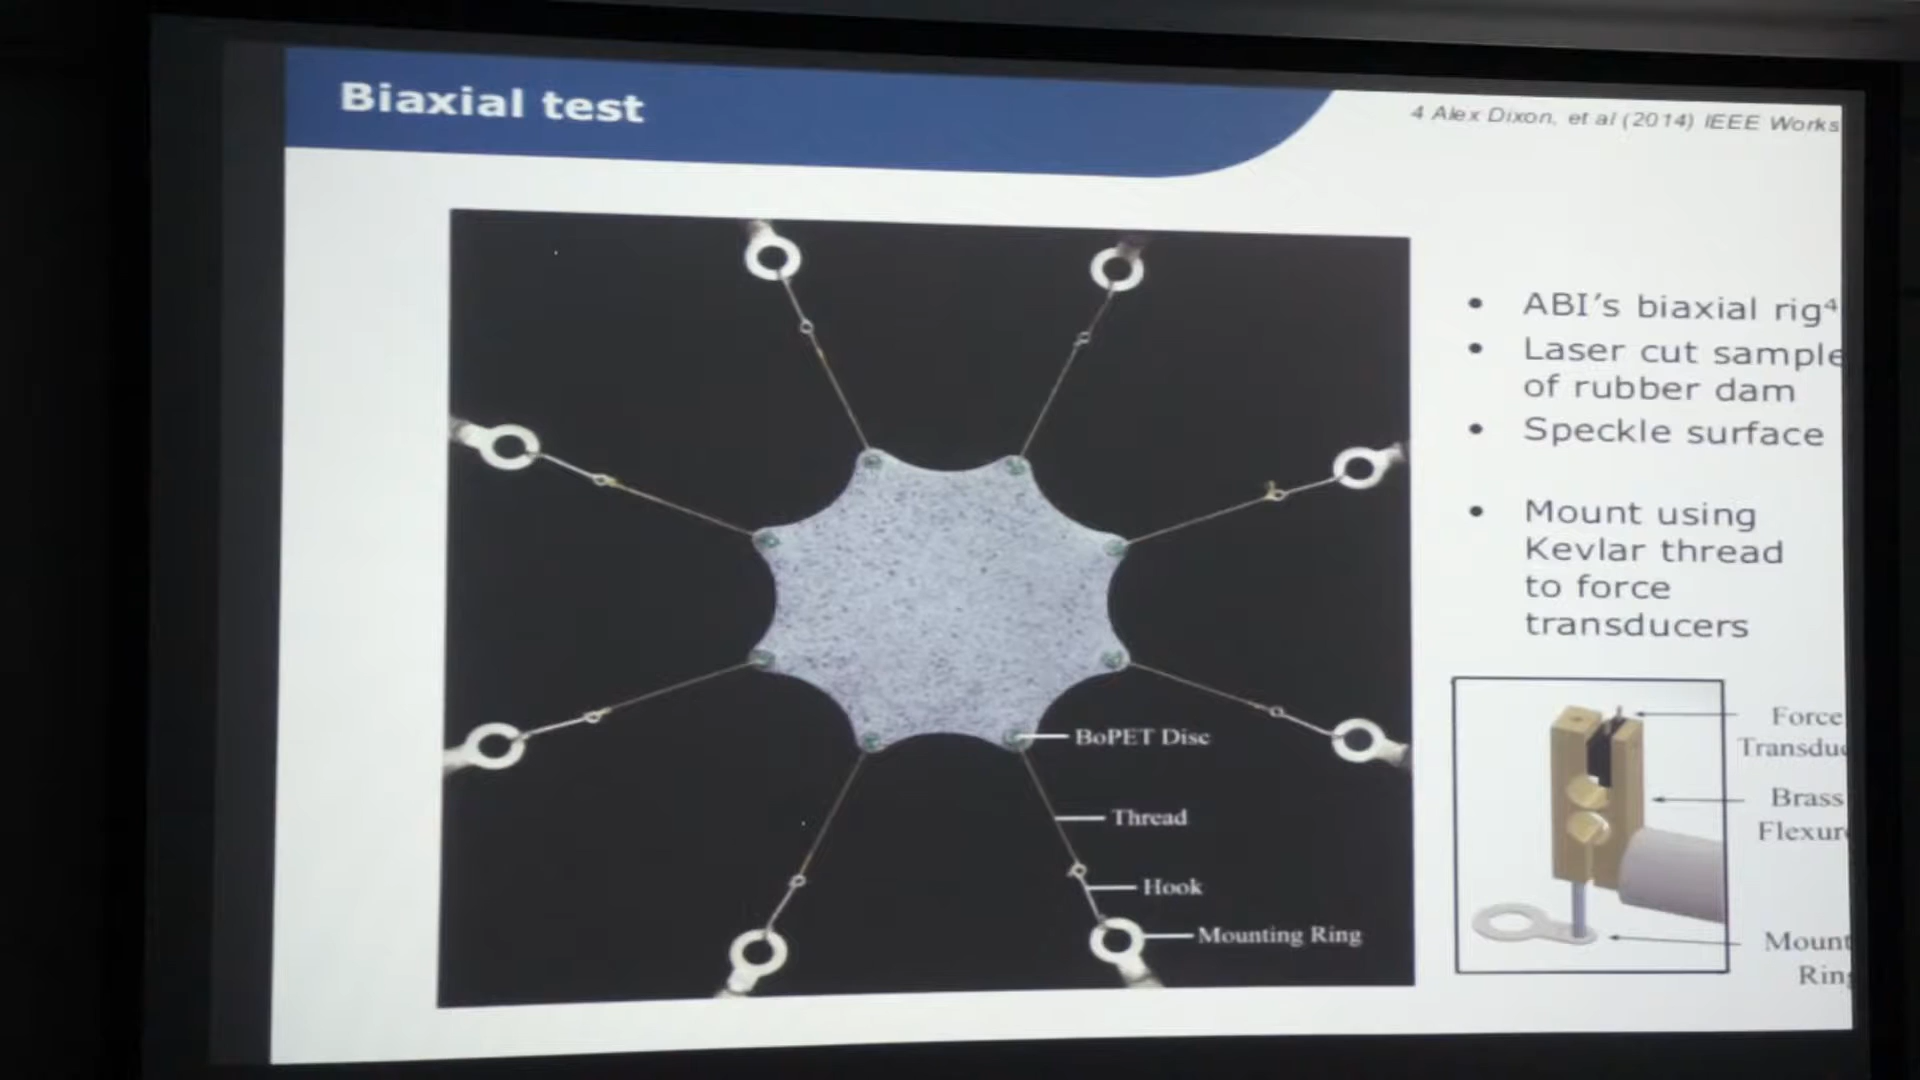 Biaxial test
4 Alex Dixon, et al (2014) IEEE Works
• ABI's biaxial rig⁴
• Laser cut sample
of rubber dam
• Speckle surface
• Mount using
Kevlar thread
to force
transducers
BoPET Disc
Thread
Hook
Mounting Ring
Force
Transduc
Brass
Flexur
Mount
Ring